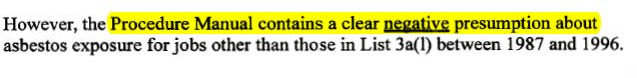 However, the Procedure Manual contains a clear negative presumption about
asbestos exposure for jobs other than those in List 3a(l) between 1987 and 1996.